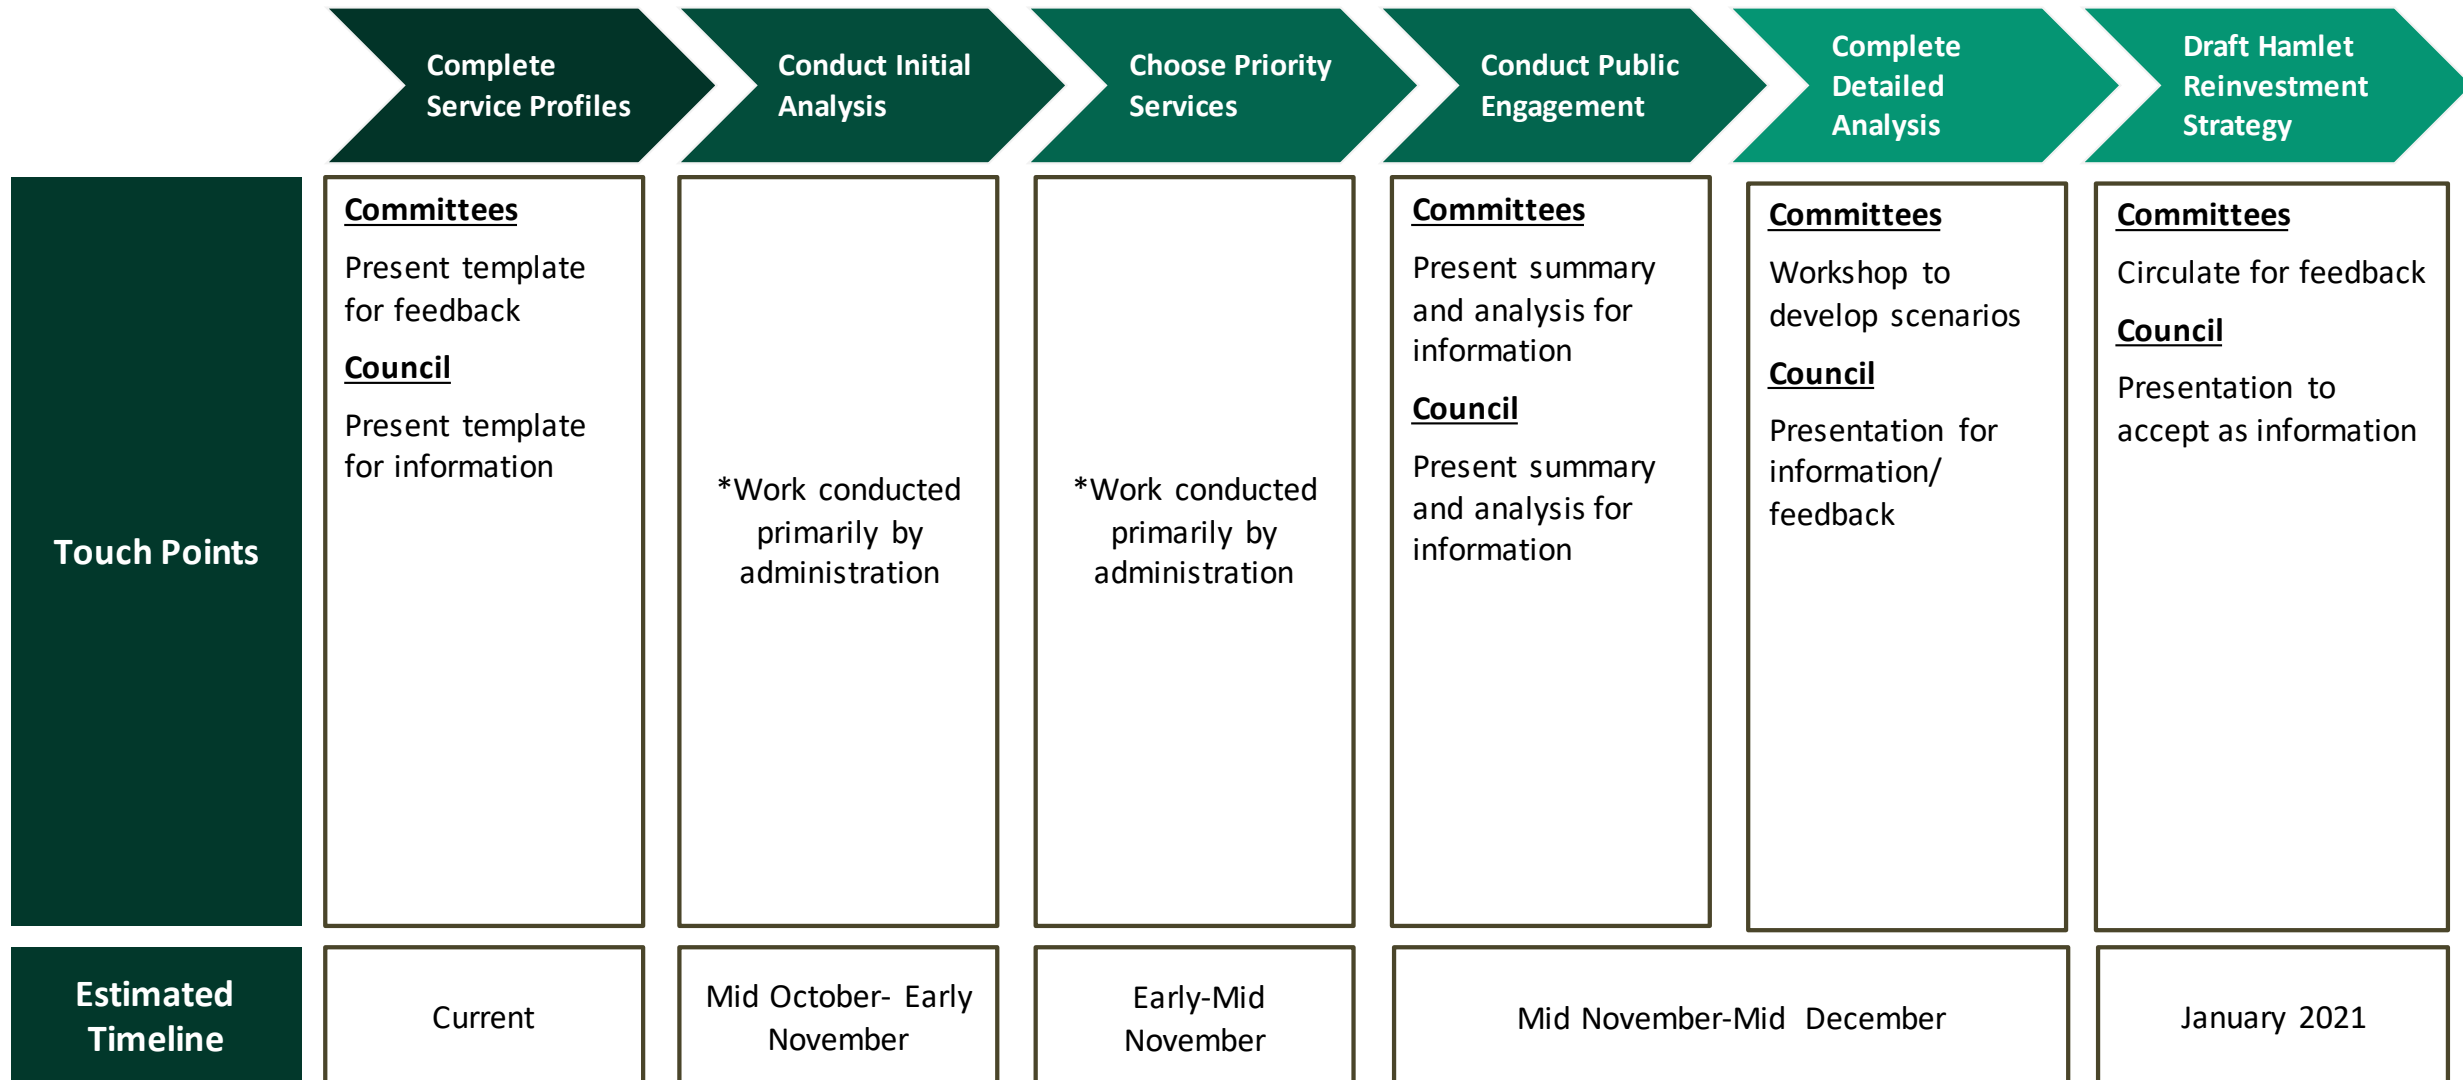 Complete
Service Profiles
Conduct Initial
Analysis
Choose Priority
Services
Conduct Public
Engagement
Complete
Detailed
Analysis
Draft Hamlet
Reinvestment
Strategy
Touch Points
Committees
Present template
for feedback
Council
Present template
for information
*Work conducted
primarily by
administration
*Work conducted
primarily by
administration
Committees
Present summary
and analysis for
information
Council
Present summary
and analysis for
information
Committees
Workshop to
develop scenarios
Council
Presentation for
information/
feedback
Committees
Circulate for feedback
Council
Presentation to
accept as information
Estimated
Timeline
Current
Mid October- Early
November
Early-Mid
November
Mid November-Mid December
January 2021